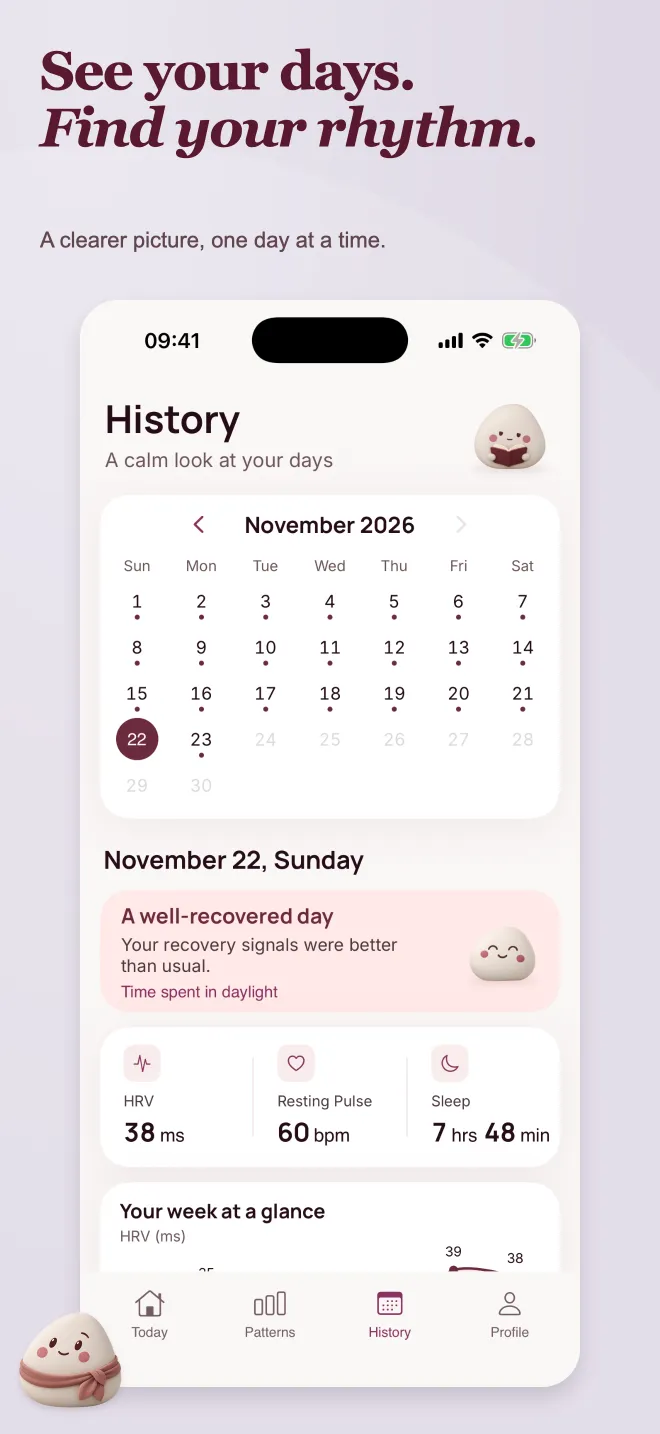 See your days.
Find your rhythm.
A clearer picture, one day at a time.
09:41
History
A calm look at your days
November 2026
Sun Mon Tue Wed Thu Fri Sat
1 2 3 4 5 6 7
8 9 10 11 12 13 14
15 16 17 18 19 20 21
22 23 24 25 26 27 28
29 30
November 22, Sunday
A well-recovered day
Your recovery signals were better
than usual.
Time spent in daylight
HRV Resting Pulse Sleep
38 ms 60 bpm 7 hrs 48 min
Your week at a glance
HRV (ms)
39 38
Today Patterns History Profile